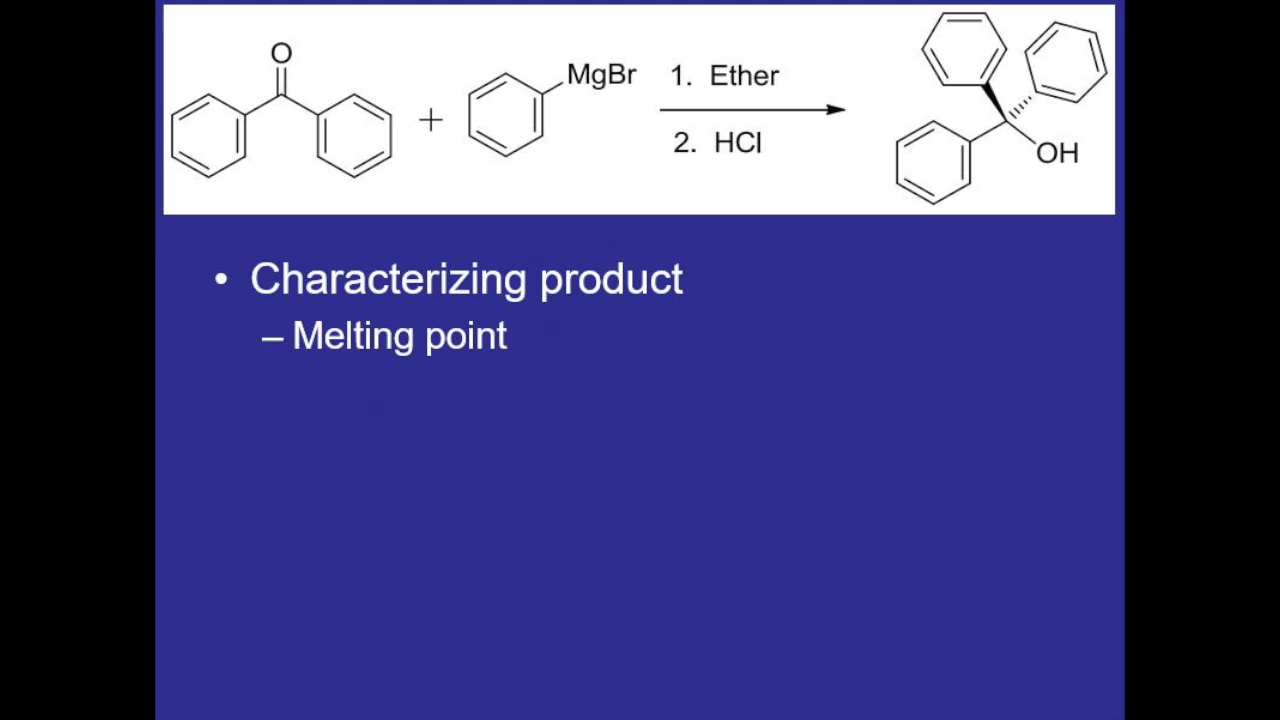 O
MgBr
+
1. Ether
2. HCl
OH
• Characterizing product
– Melting point